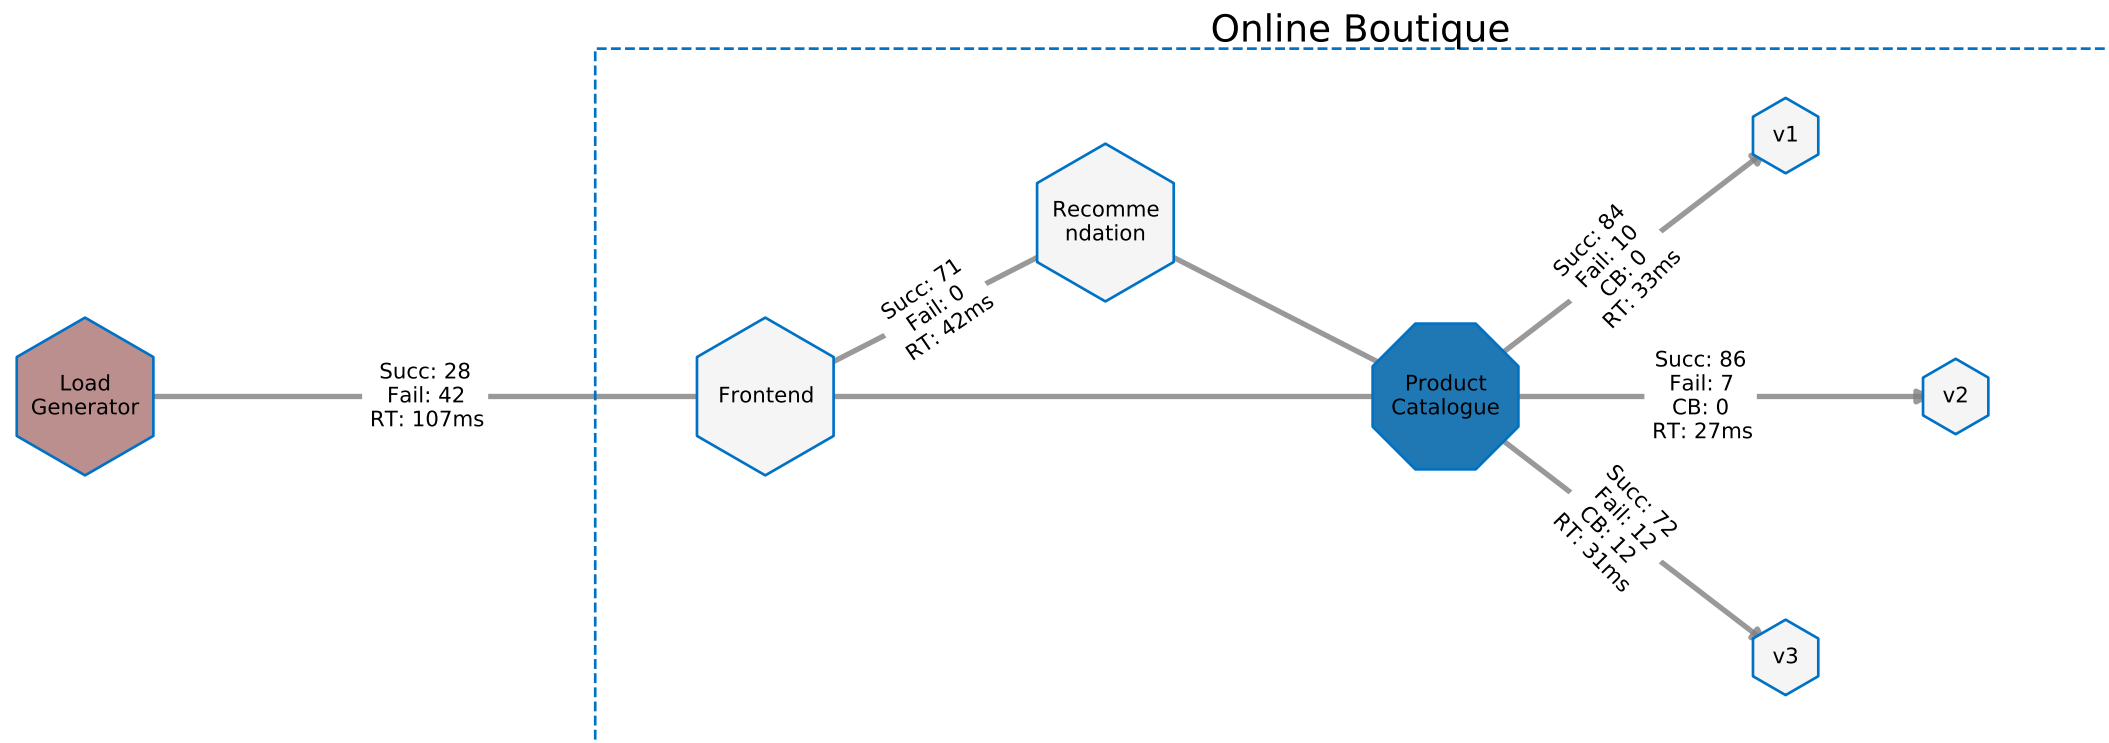 Online Boutique
Load
Generator
Succ: 28
Fail: 42
RT: 107ms
Frontend
Succ: 71
Fail: 0
RT: 42ms
Recomme
ndation
Product
Catalogue
Succ: 84
Fail: 10
CB: 0
RT: 33ms
v1
Succ: 86
Fail: 7
CB: 0
RT: 27ms
v2
Succ: 72
Fail: 12
CB: 12
RT: 31ms
v3